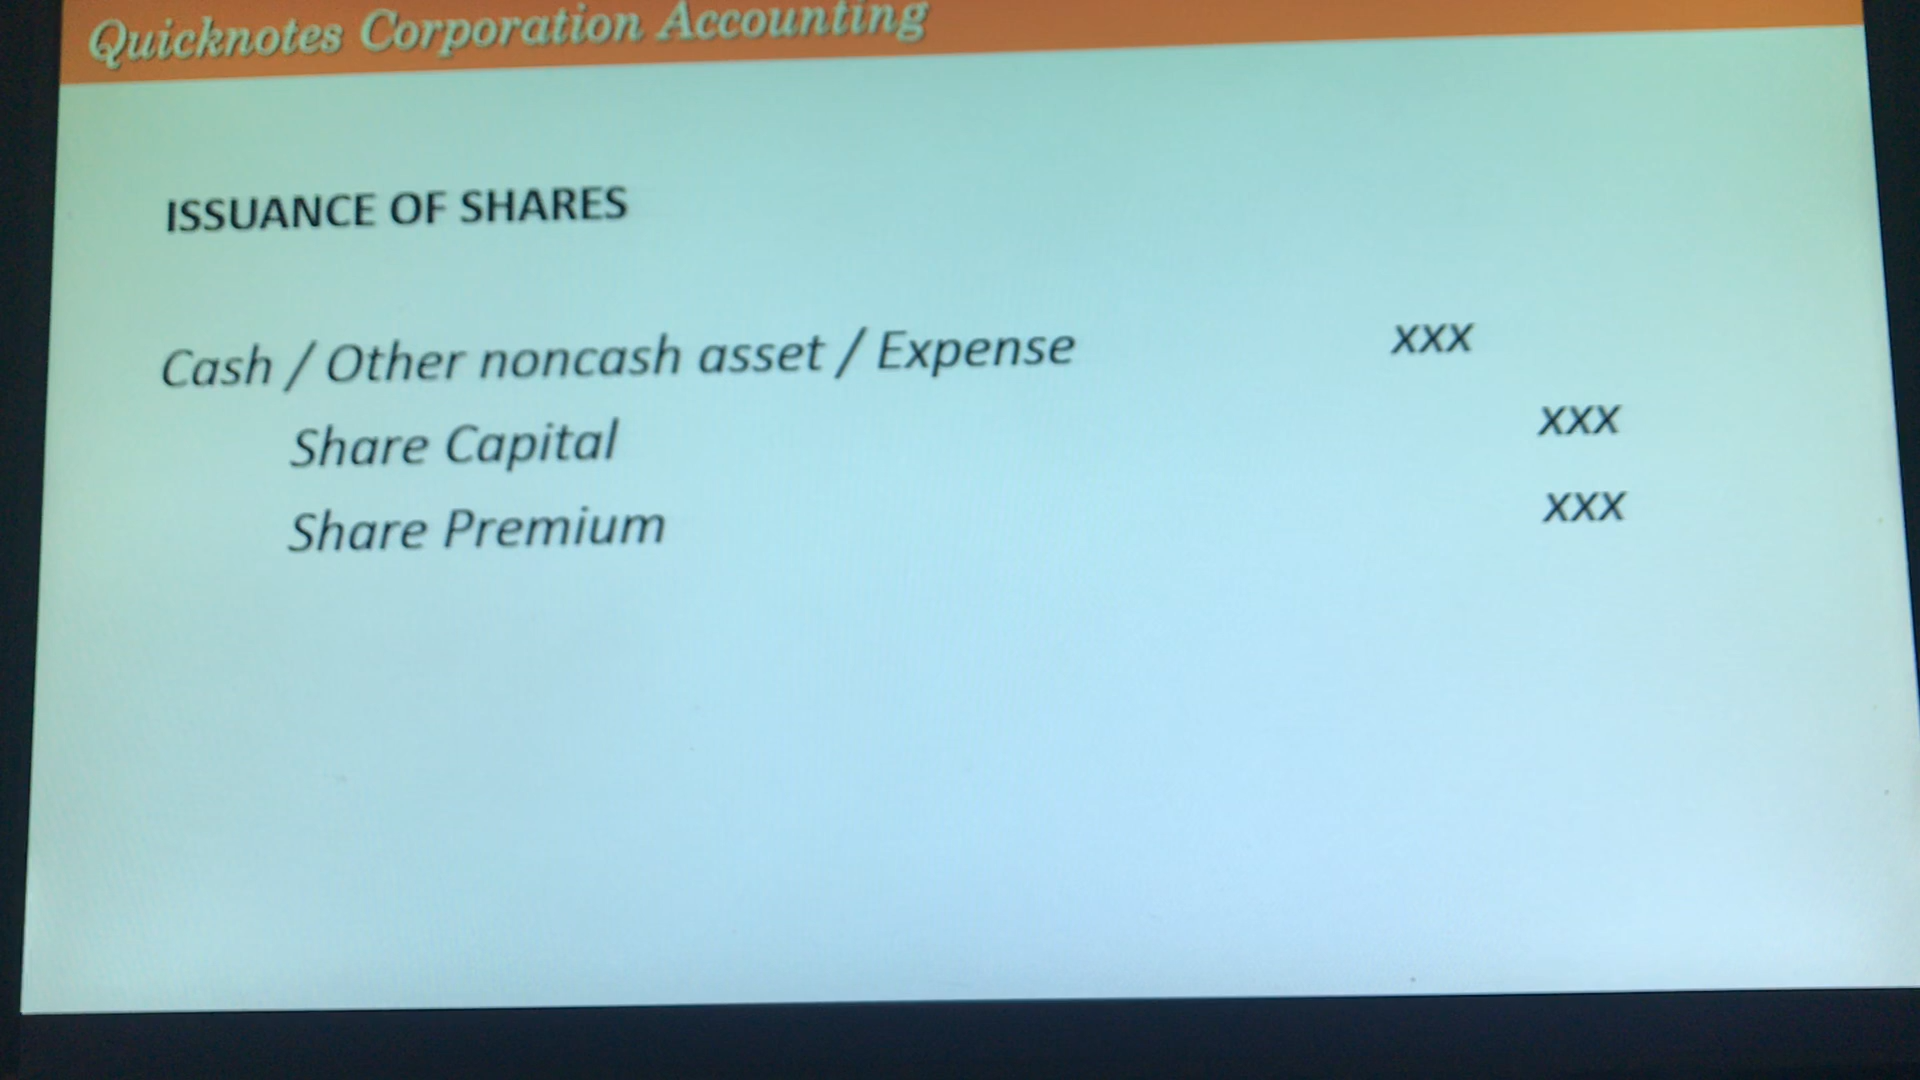 Quicknotes Corporation Accounting
ISSUANCE OF SHARES
Cash / Other noncash asset / Expense xxx
Share Capital xxx
Share Premium xxx